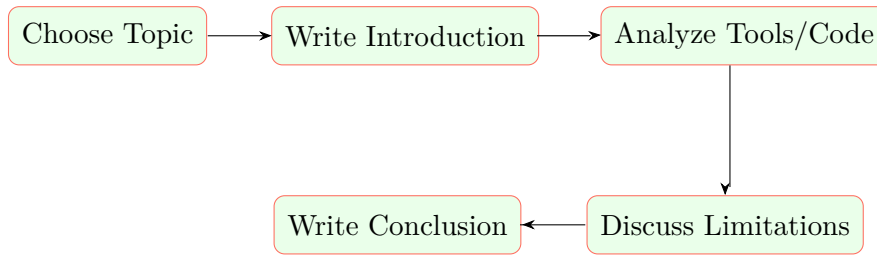 Choose Topic
Write Introduction
Analyze Tools/Code
Discuss Limitations
Write Conclusion